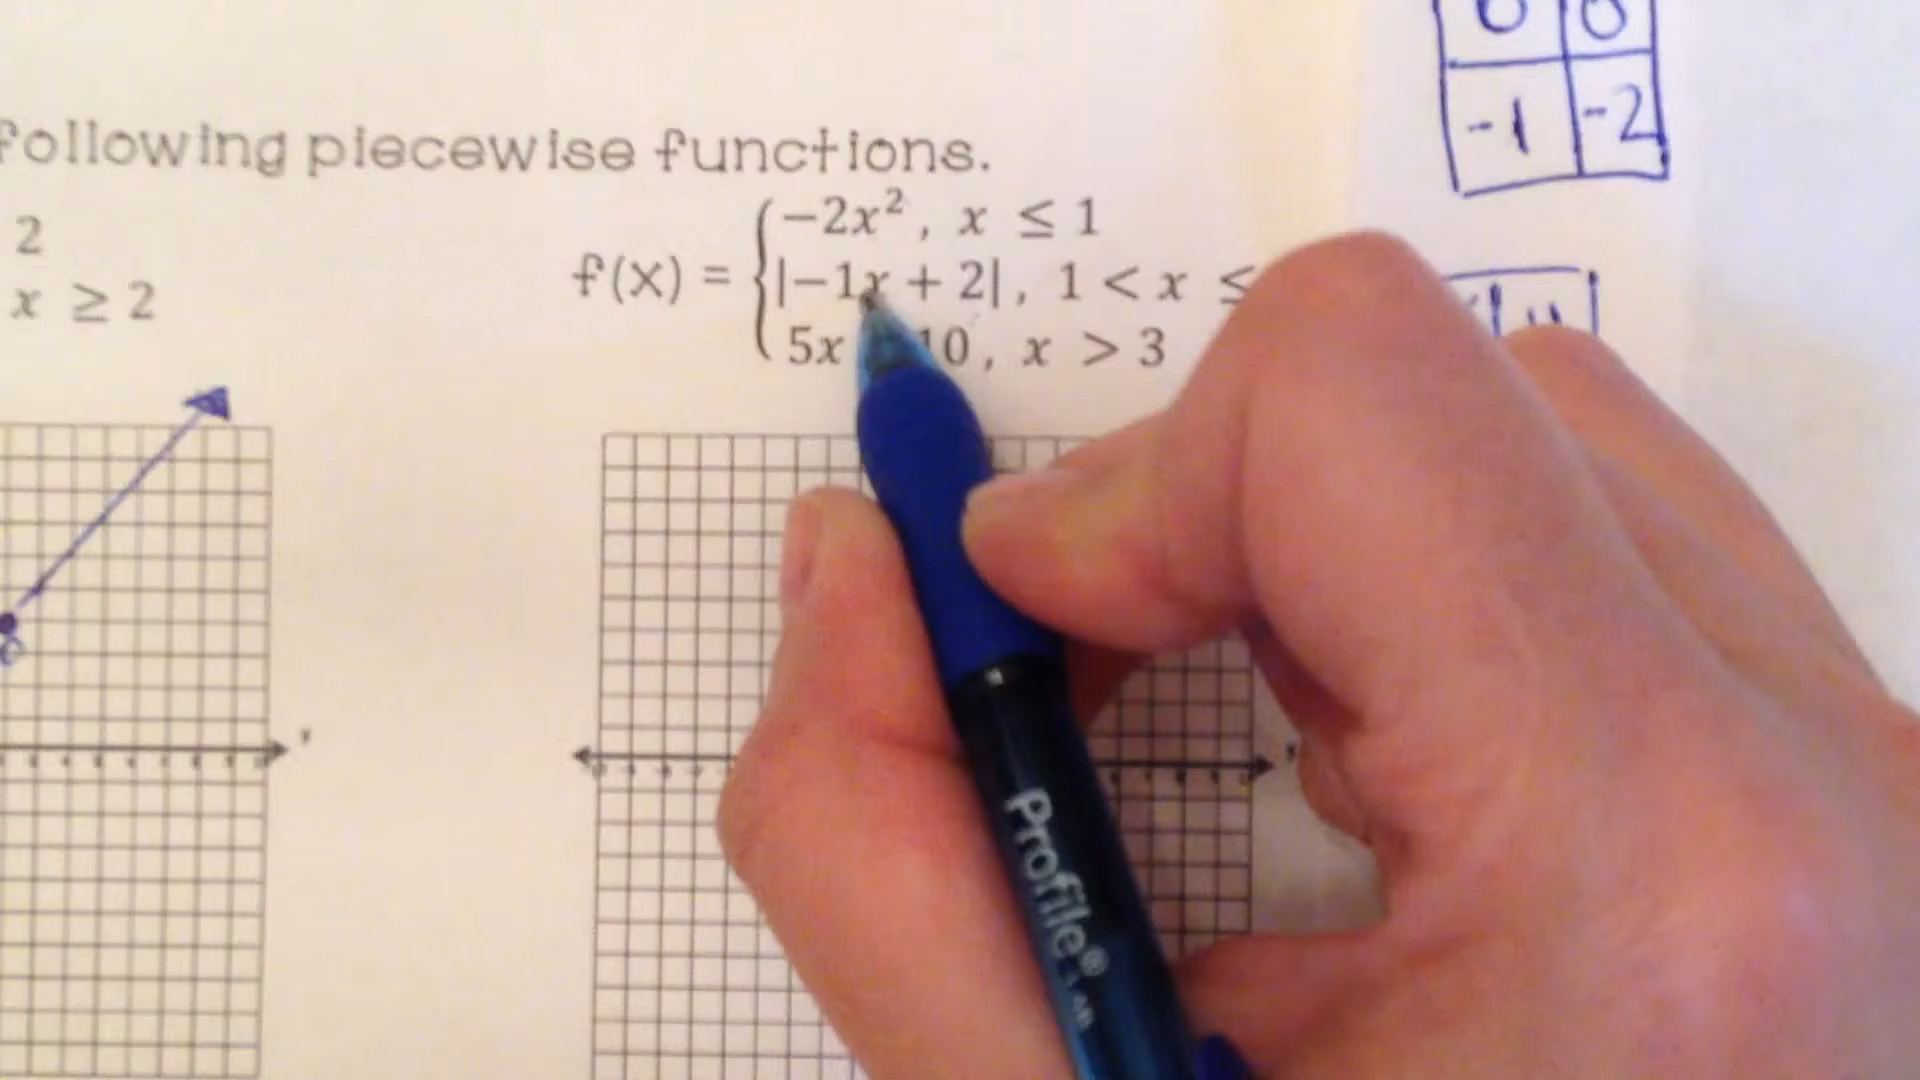 following piecewise functions.
2
x ≥ 2
f(x) =
−2x², x ≤ 1
|−1x + 2|, 1 < x ≤
5x 10, x > 3
0 0
-1 -2
Profile®